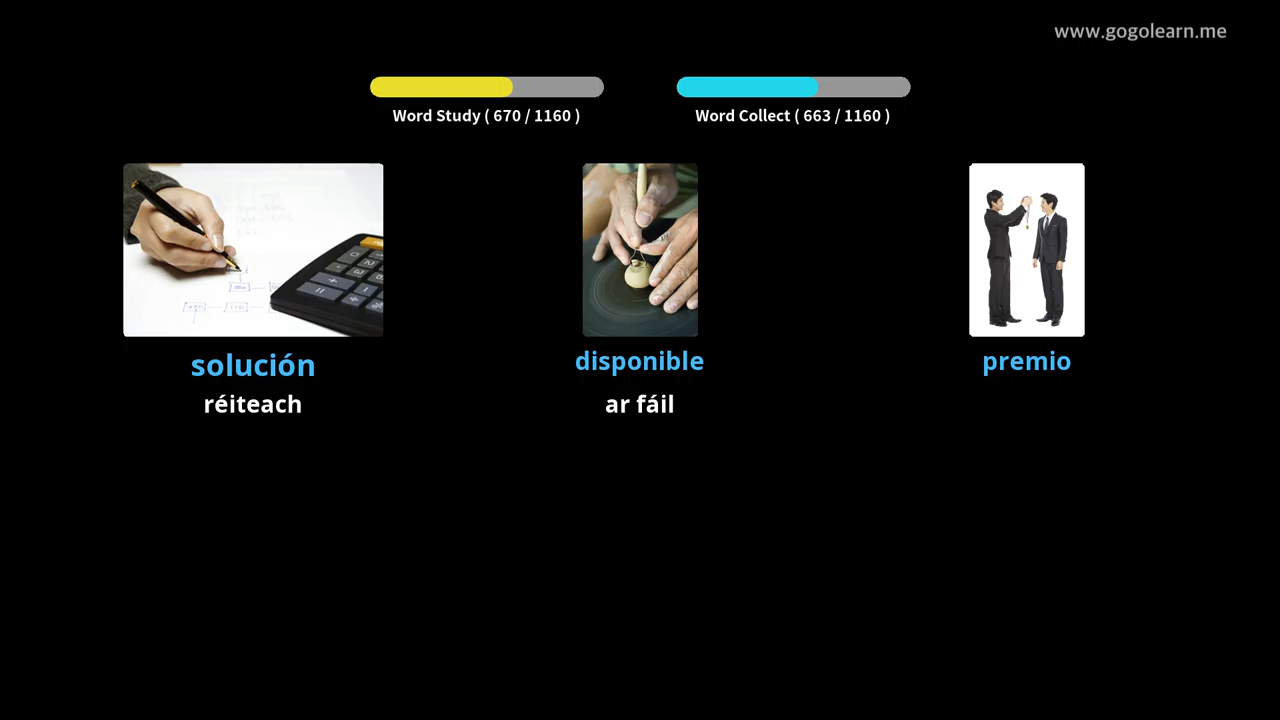 www.gogolearn.me
Word Study ( 670 / 1160 )
Word Collect ( 663 / 1160 )
solución
disponible
premio
réiteach
ar fáil